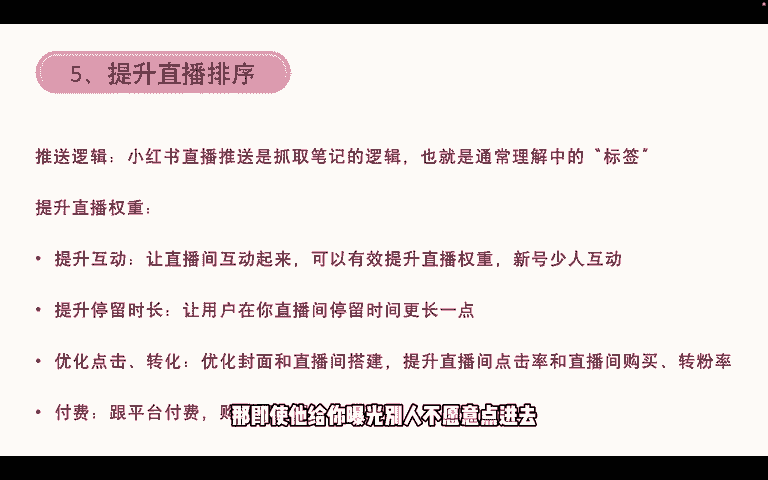 5、提升直播排序
推送逻辑：小红书直播推送是抓取笔记的逻辑，也就是通常理解中的“标签”
提升直播权重：
• 提升互动：让直播间互动起来，可以有效提升直播权重，新号少人互动
• 提升停留时长：让用户在你直播间停留时间更长一点
• 优化点击、转化：优化封面和直播间搭建，提升直播间点击率和直播间购买、转粉率
• 付费：跟平台付费，
那即使他给你曝光别人不愿意点进去